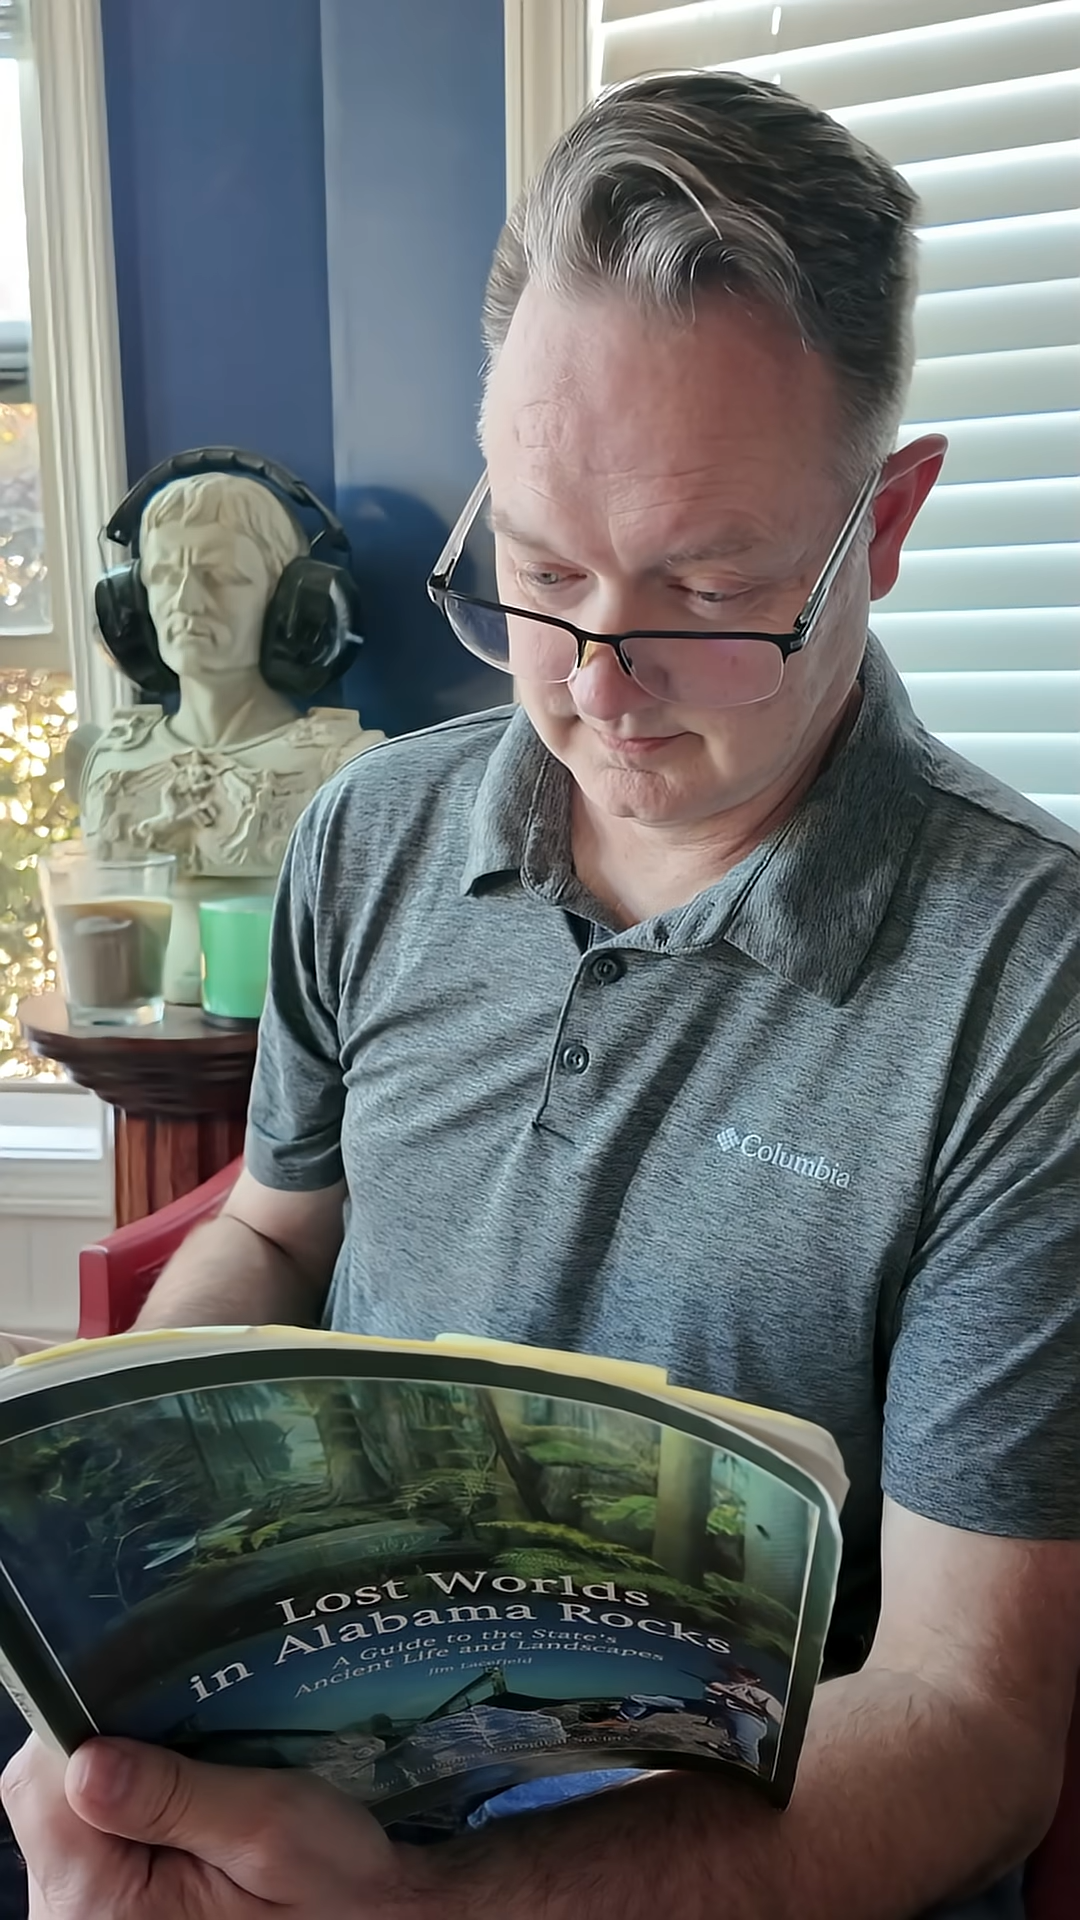 Columbia
Lost Worlds
in Alabama Rocks
A Guide to the State's
Ancient Life and Landscapes
Jim Lacefield